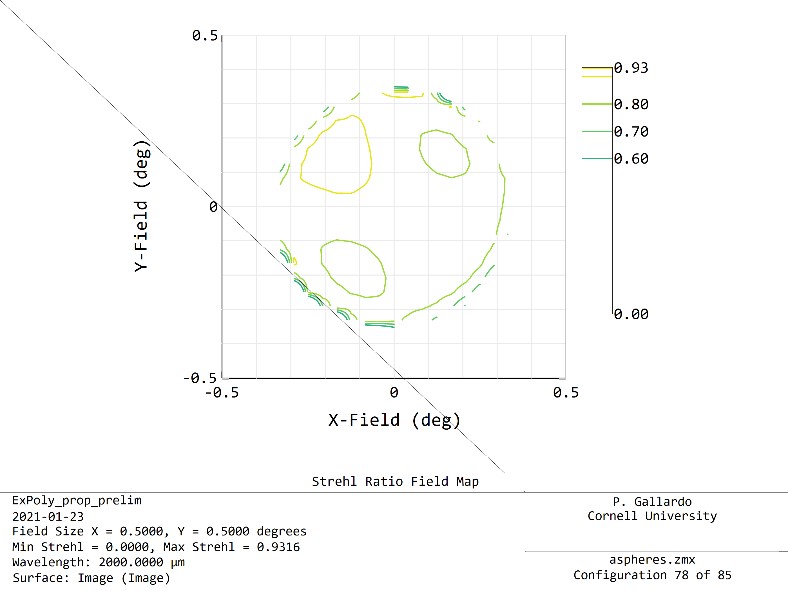 0.5
0
-0.5
Y-Field (deg)
-0.5
0
0.5
X-Field (deg)
0.93
0.80
0.70
0.60
0.00
Strehl Ratio Field Map
ExPoly_prop_prelim
2021-01-23
Field Size X = 0.5000, Y = 0.5000 degrees
Min Strehl = 0.0000, Max Strehl = 0.9316
Wavelength: 2000.0000 µm
Surface: Image (Image)
P. Gallardo
Cornell University
aspheres.zmx
Configuration 78 of 85